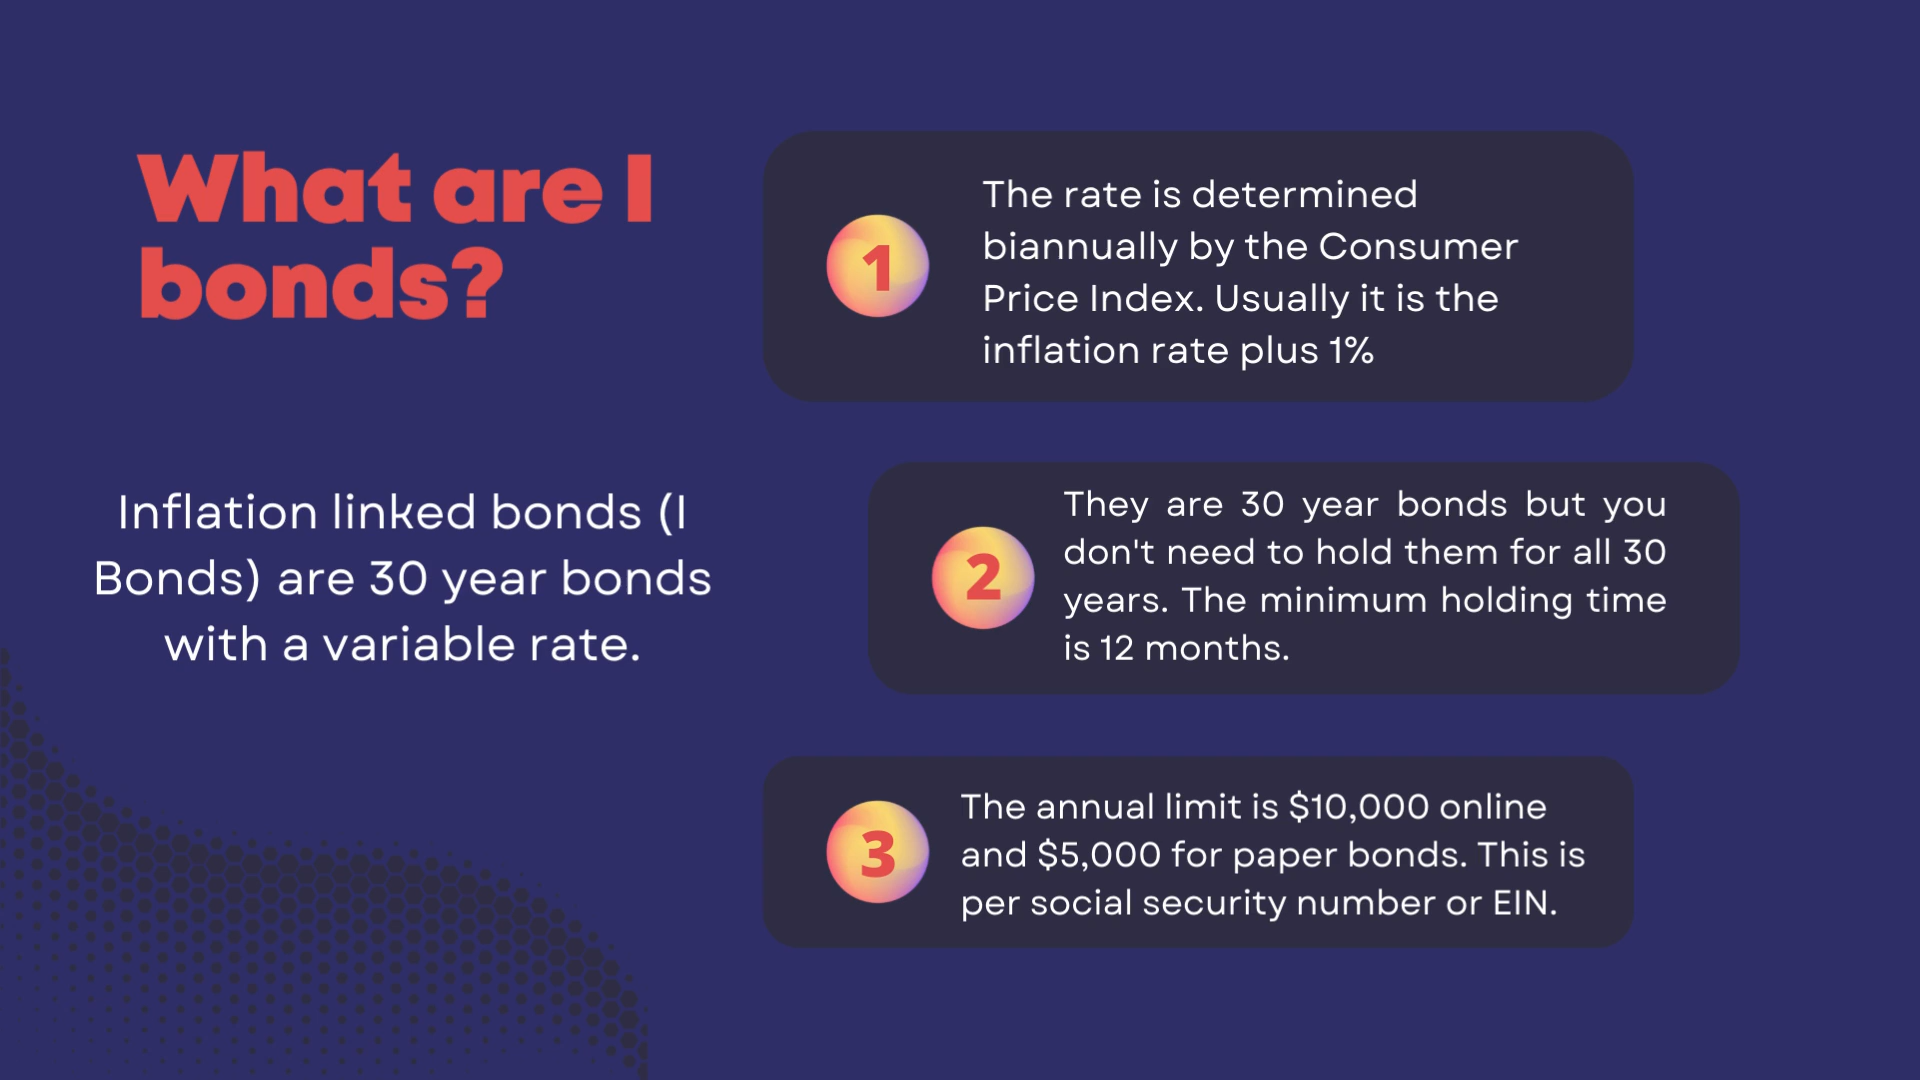 What are I
bonds?
Inflation linked bonds (I
Bonds) are 30 year bonds
with a variable rate.
1
The rate is determined
biannually by the Consumer
Price Index. Usually it is the
inflation rate plus 1%
2
They are 30 year bonds but you
don't need to hold them for all 30
years. The minimum holding time
is 12 months.
3
The annual limit is $10,000 online
and $5,000 for paper bonds. This is
per social security number or EIN.